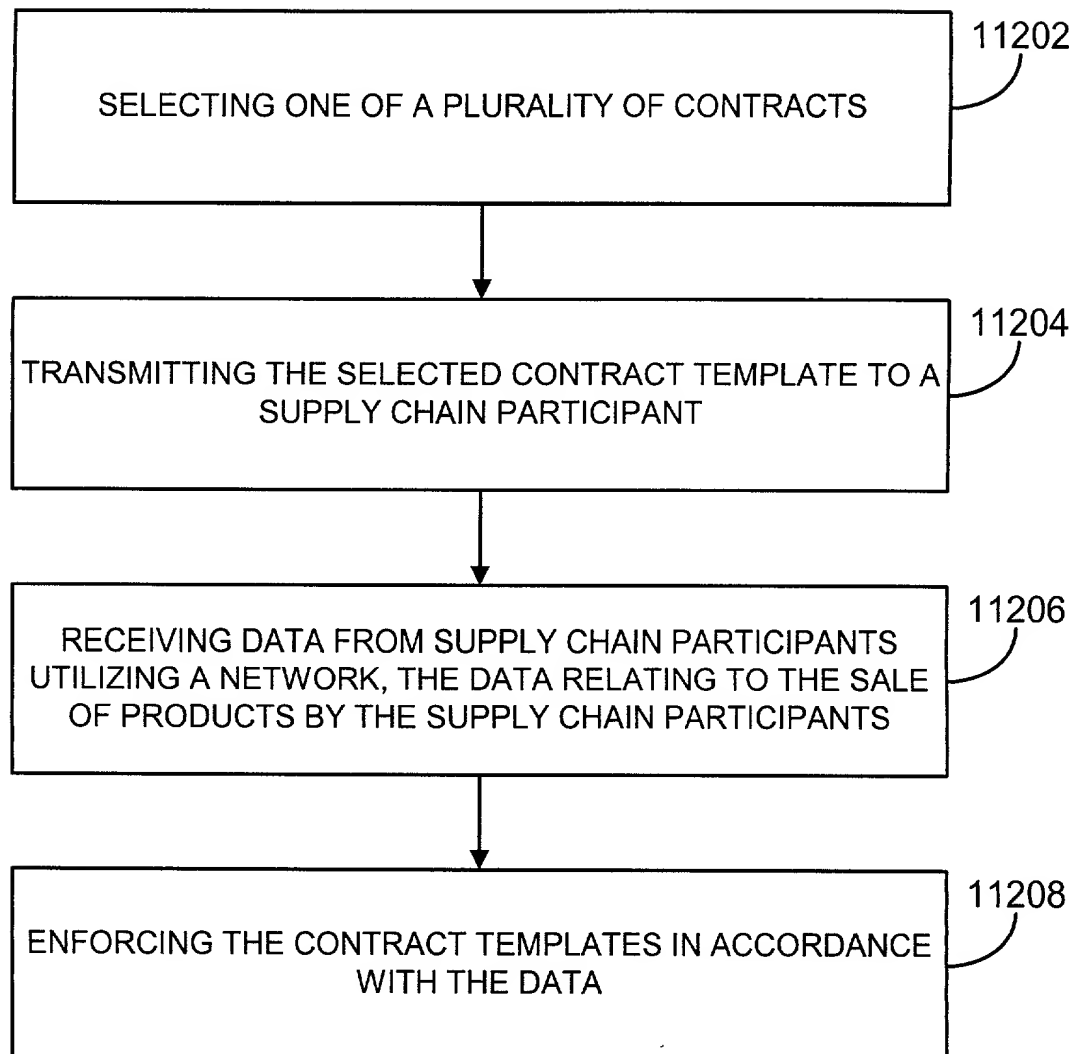 11202
SELECTING ONE OF A PLURALITY OF CONTRACTS
11204
TRANSMITTING THE SELECTED CONTRACT TEMPLATE TO A
SUPPLY CHAIN PARTICIPANT
11206
RECEIVING DATA FROM SUPPLY CHAIN PARTICIPANTS
UTILIZING A NETWORK, THE DATA RELATING TO THE SALE
OF PRODUCTS BY THE SUPPLY CHAIN PARTICIPANTS
11208
ENFORCING THE CONTRACT TEMPLATES IN ACCORDANCE
WITH THE DATA